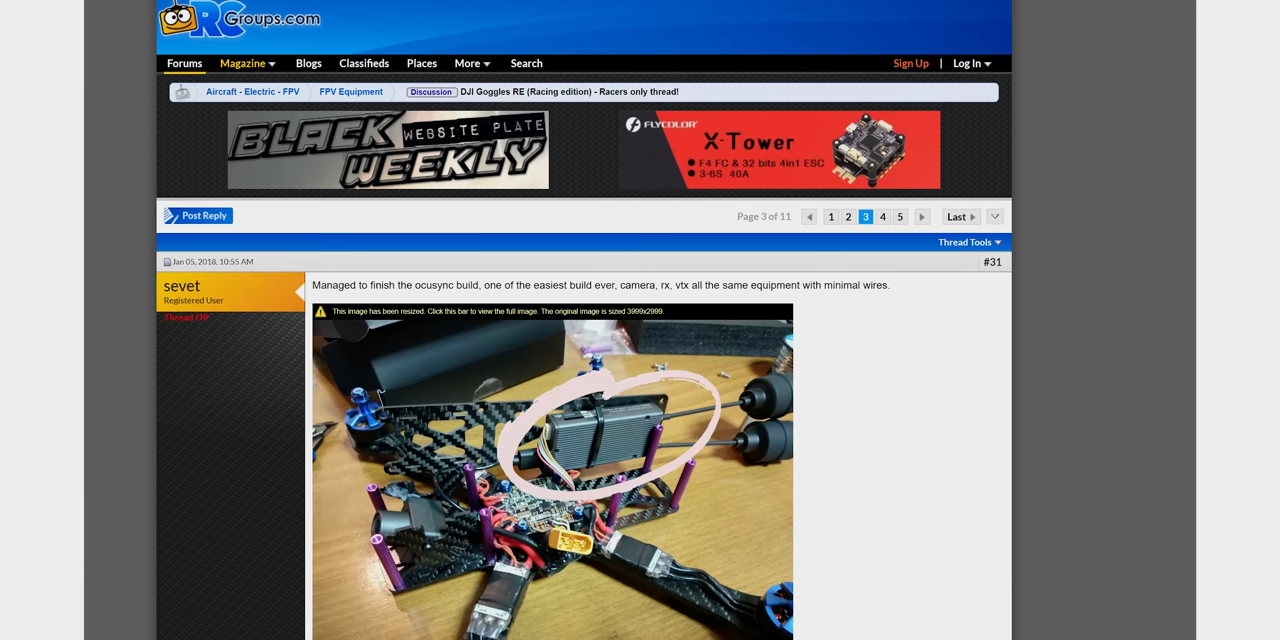 RCGroups.com
Forums Magazine Blogs Classifieds Places More Search Sign Up | Log In
Aircraft - Electric - FPV FPV Equipment Discussion DJI Goggles RE (Racing edition) - Racers only thread!
BLACK WEBSITE PLATE
WEEKLY
FLYCOLOR
X-Tower
F4 FC & 32 bits 4in1 ESC
3-6S 40A
Post Reply Page 3 of 11 1 2 3 4 5 Last
Thread Tools
Jan 05, 2018, 10:55 AM #31
sevet
Registered User
Thread OP
Managed to finish the ocusync build, one of the easiest build ever, camera, rx, vtx all the same equipment with minimal wires.
This image has been resized. Click this bar to view the full image. The original image is sized 3999x2999.